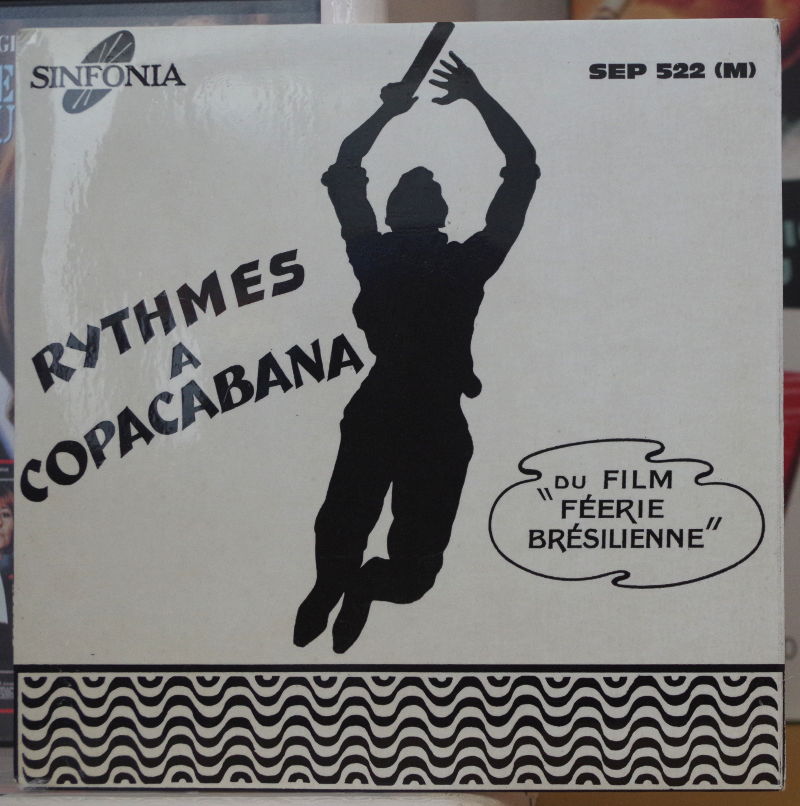 SINFONIA
SEP 522 (M)
RYTHMES
A
COPACABANA
DU FILM
"FÉERIE
BRÉSILIENNE"